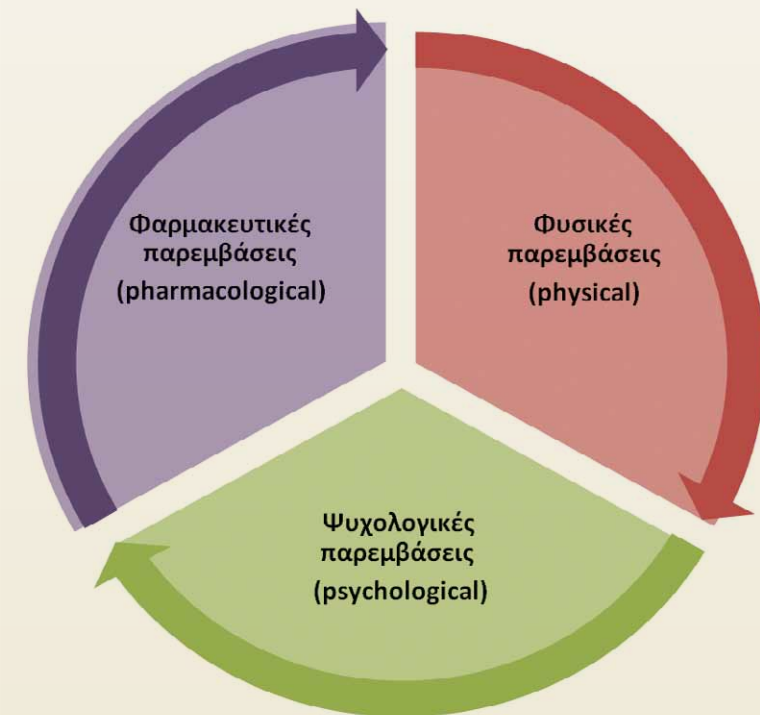 Φαρμακευτικές
παρεμβάσεις
(pharmacological)
Φυσικές
παρεμβάσεις
(physical)
Ψυχολογικές
παρεμβάσεις
(psychological)